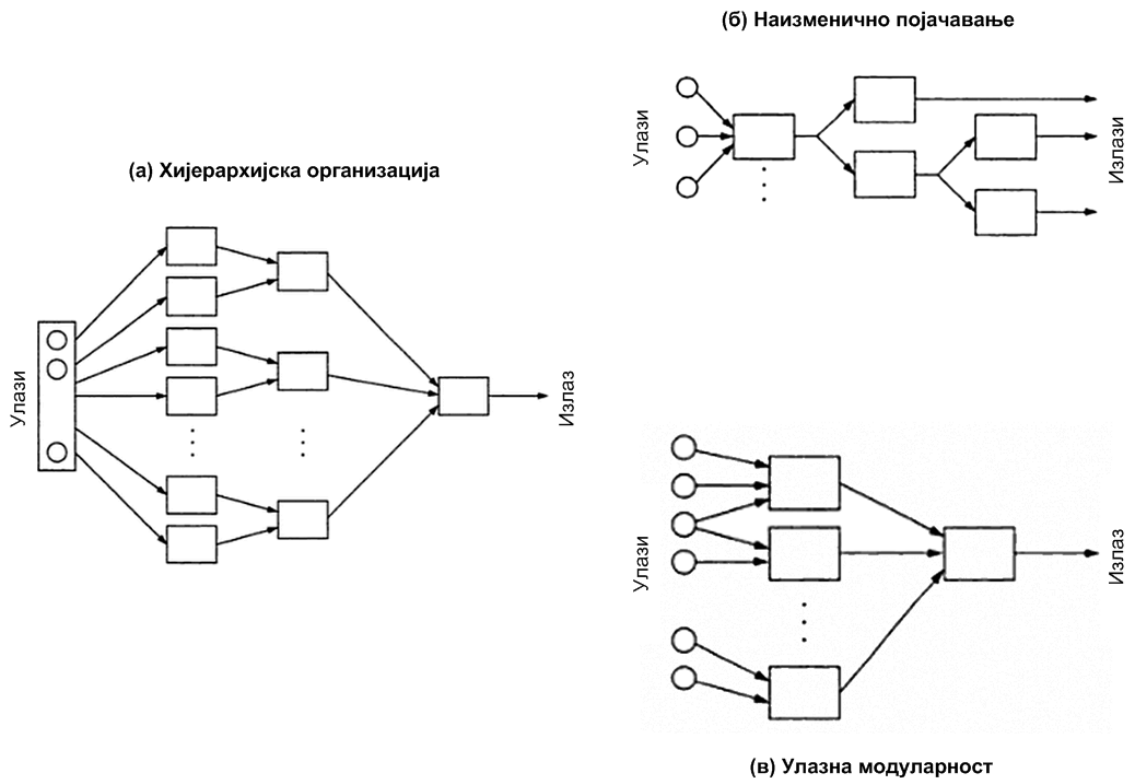 (б) Наизменично појачавање
Улази
Излази
(а) Хијерархијска организација
Улази
Излаз
Улази
Излаз
(в) Улазна модуларност